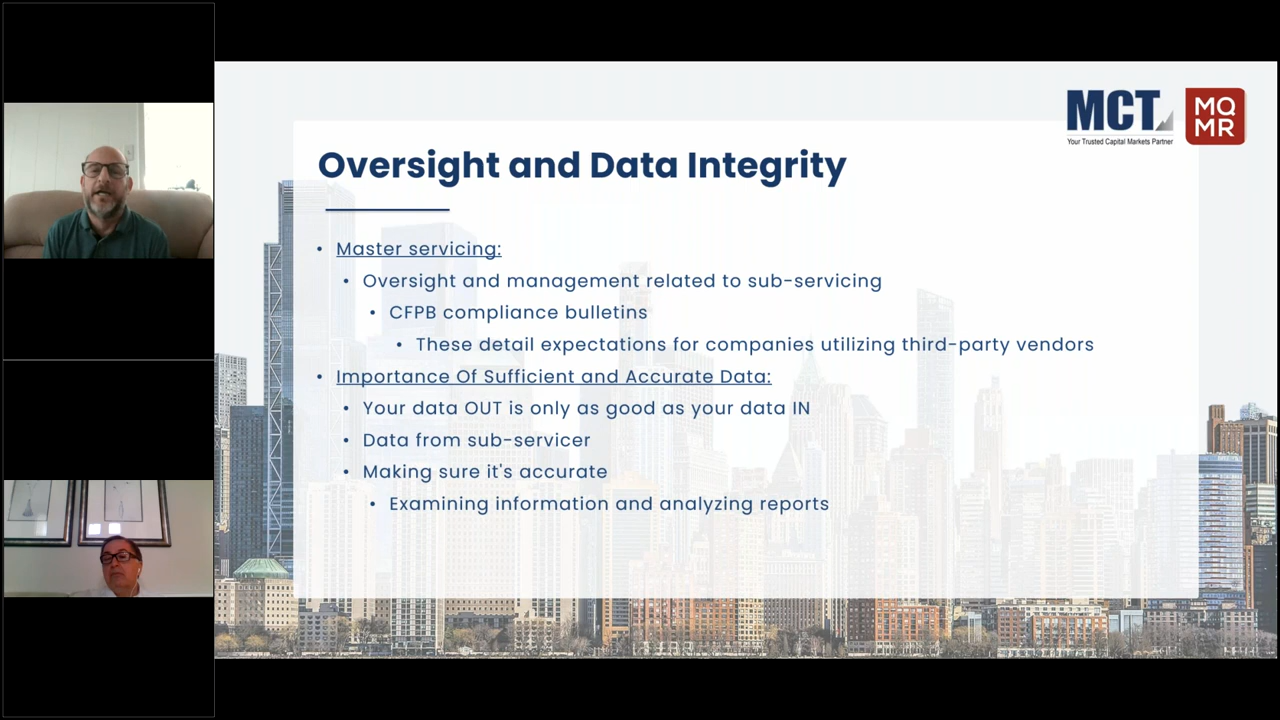 MCT
Your Trusted Capital Markets Partner
MQ
MR
Oversight and Data Integrity
• Master servicing:
• Oversight and management related to sub-servicing
• CFPB compliance bulletins
• These detail expectations for companies utilizing third-party vendors
• Importance Of Sufficient and Accurate Data:
• Your data OUT is only as good as your data IN
• Data from sub-servicer
• Making sure it's accurate
• Examining information and analyzing reports